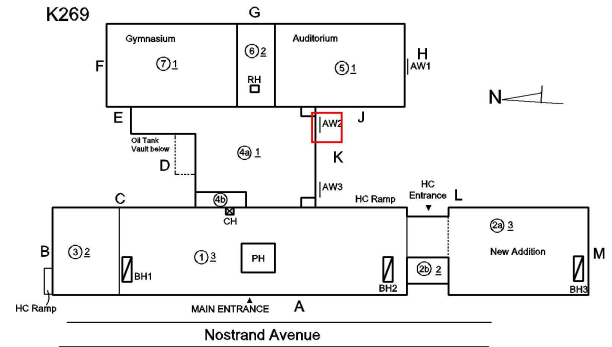 K269
G
Gymnasium
Auditorium
6 2
H
F
7 1
5 1
AW1
RH
N
E
J
AW2
Oil Tank
Vault below
4a 1
K
D
AW3
C
4b
HC Ramp
HC
Entrance
L
CH
2a 3
B
3 2
1 3
PH
New Addition
M
BH1
BH2
2b 2
BH3
HC Ramp
MAIN ENTRANCE
A
Nostrand Avenue